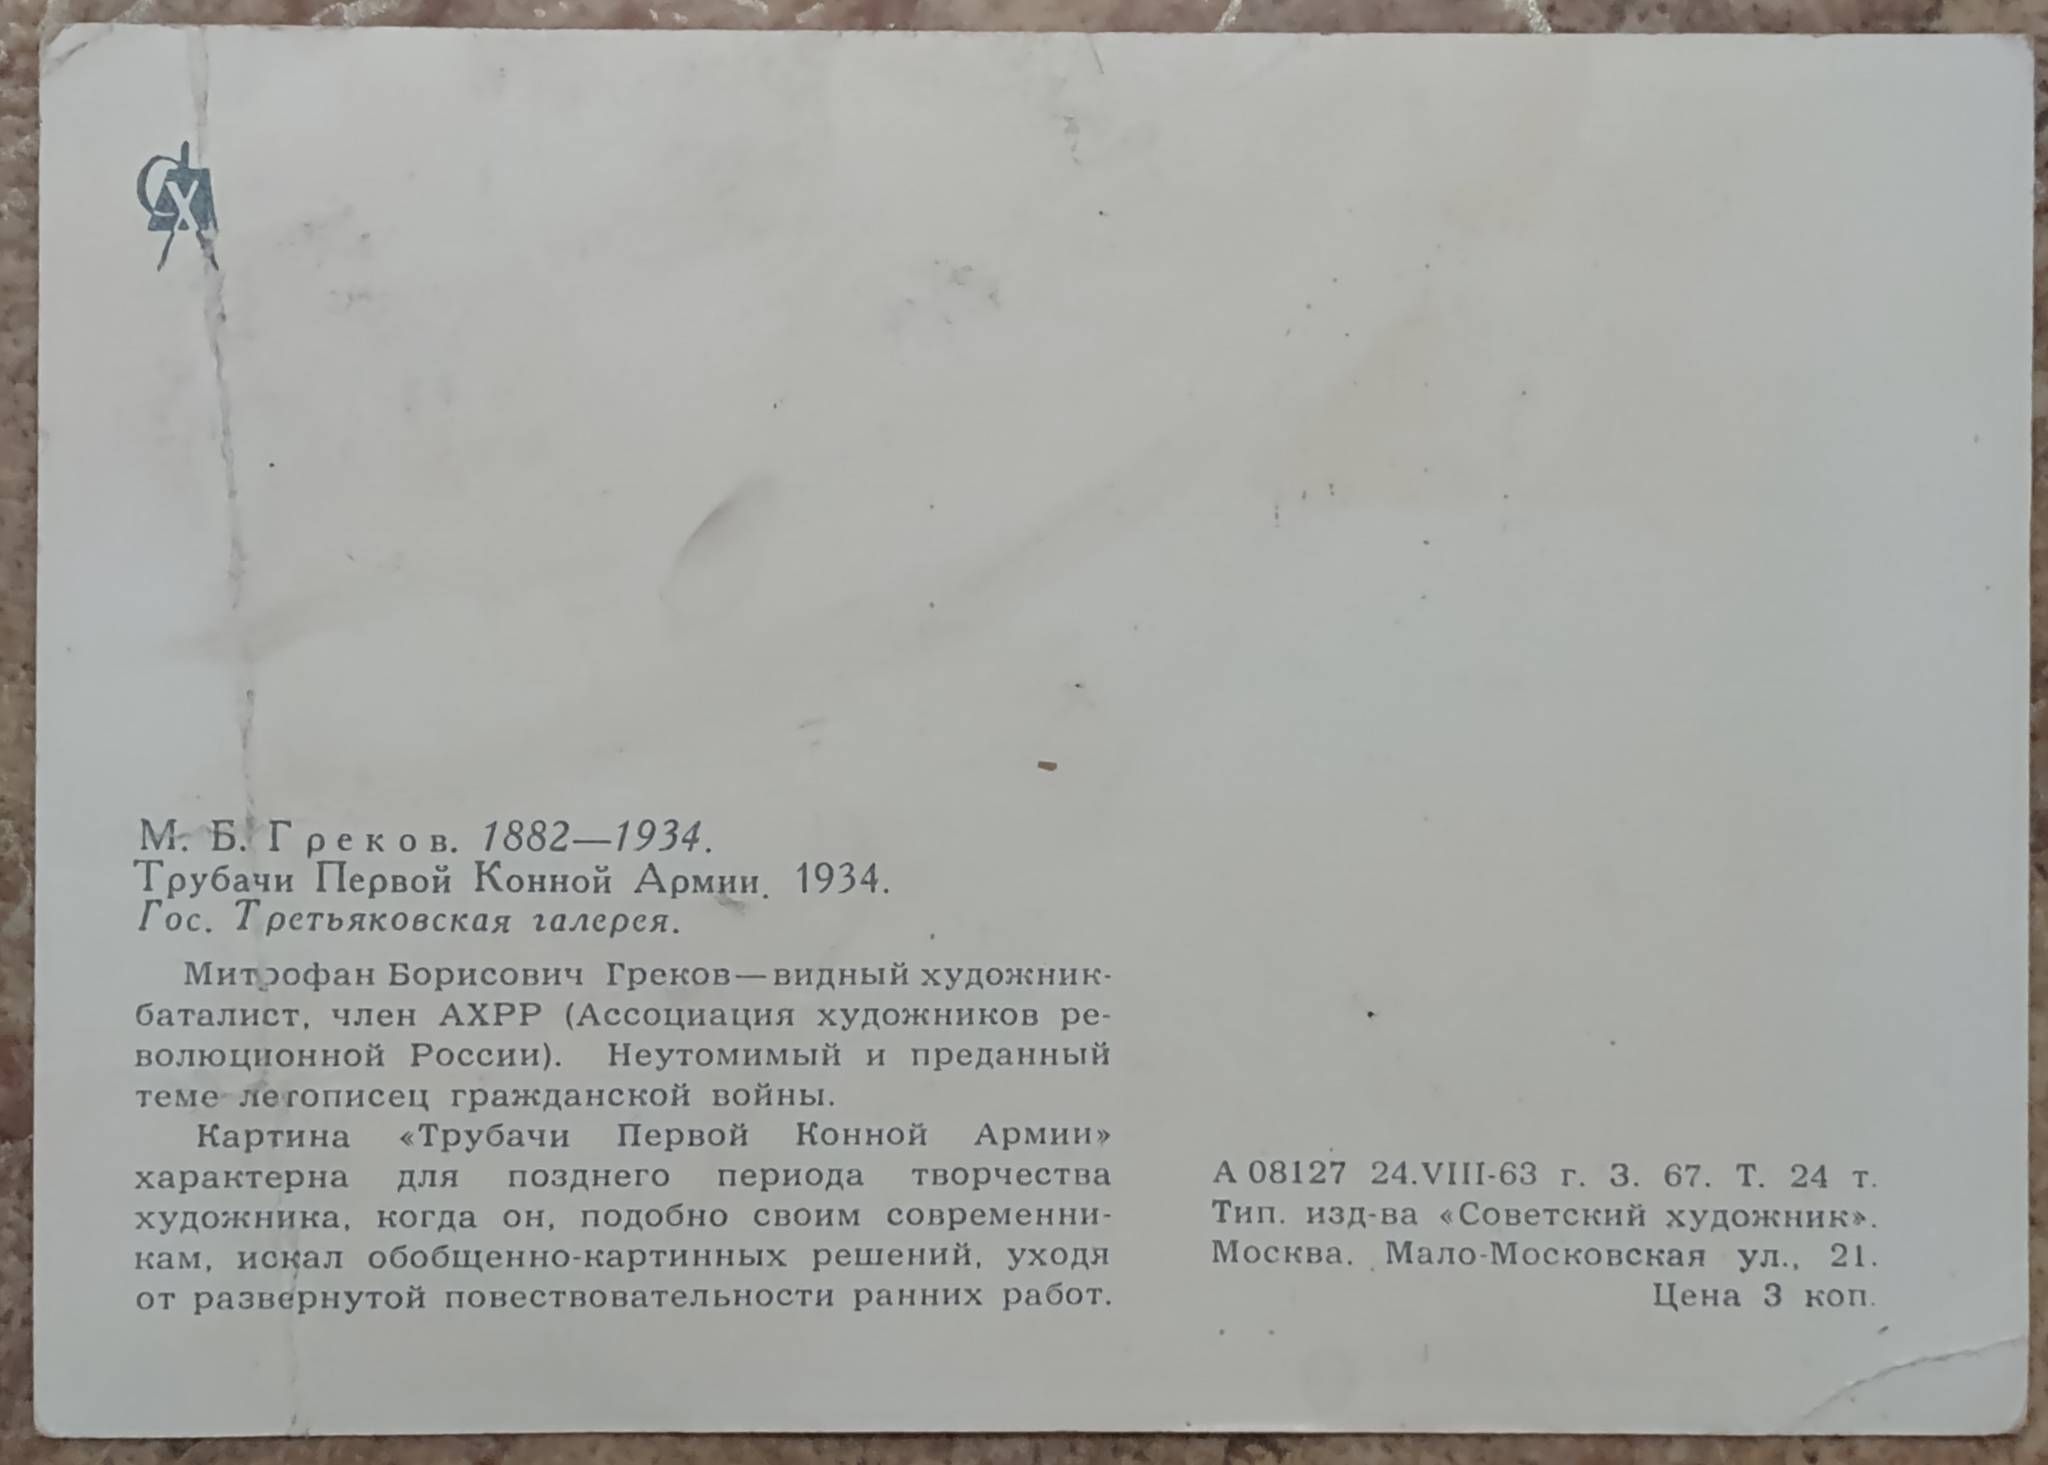 СХ
М. Б. Греков. 1882—1934.
Трубачи Первой Конной Армии. 1934.
Гос. Третьяковская галерея.
Митрофан Борисович Греков—видный художник-
баталист, член АХРР (Ассоциация художников ре-
волюционной России). Неутомимый и преданный
теме летописец гражданской войны.
Картина «Трубачи Первой Конной Армии»
характерна для позднего периода творчества
художника, когда он, подобно своим современни-
кам, искал обобщенно-картинных решений, уходя
от развернутой повествовательности ранних работ.
А 08127 24.VIII-63 г. З. 67. Т. 24 т.
Тип. изд-ва «Советский художник».
Москва. Мало-Московская ул., 21.
Цена 3 коп.